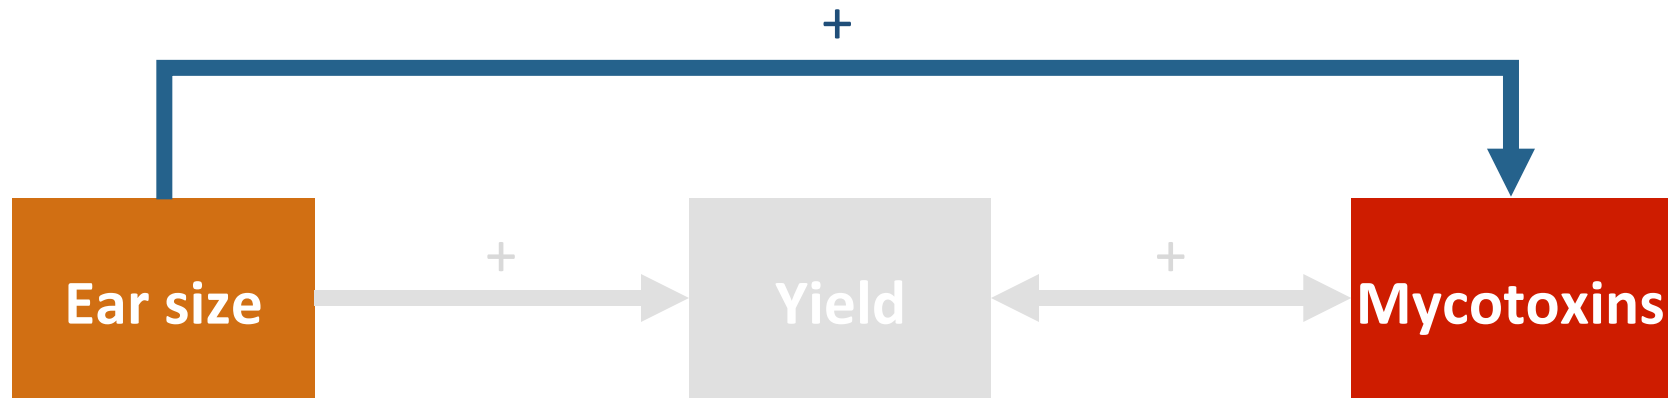 +
+
+
Ear size
Yield
Mycotoxins